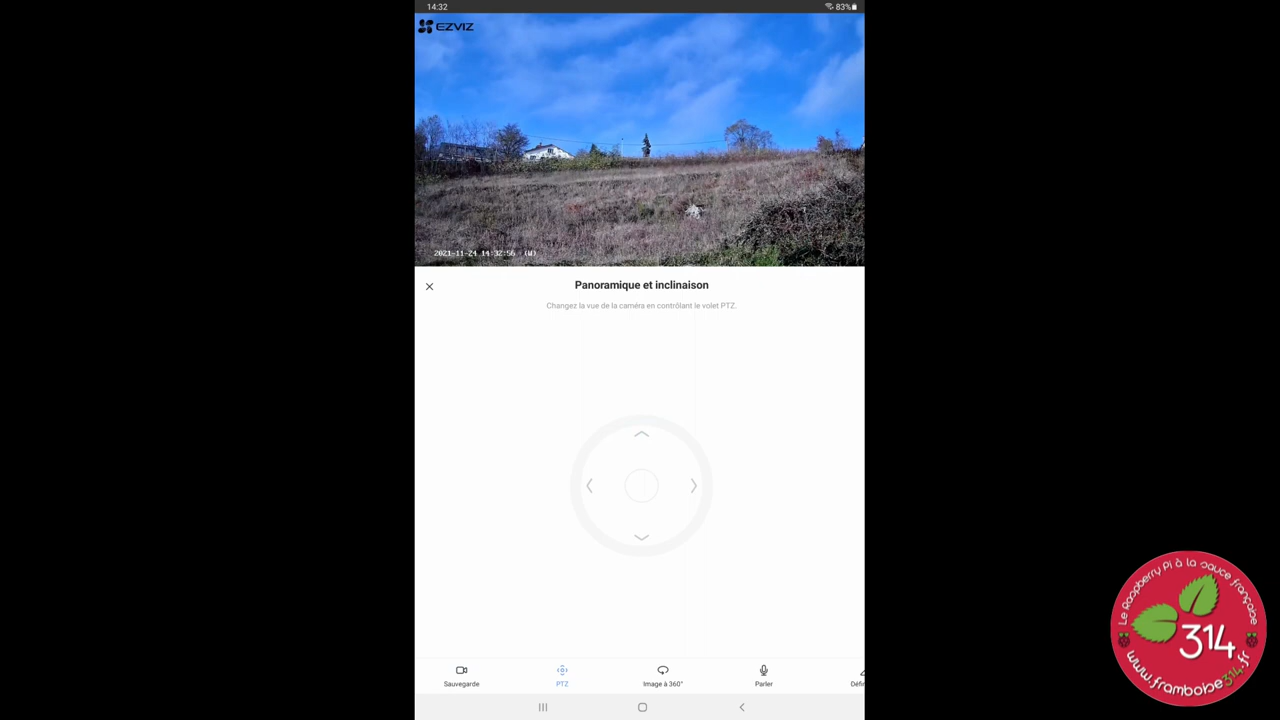 14:32
83%
EZVIZ
2021-11-24 14:32:56 (W)
Panoramique et inclinaison
Changez la vue de la caméra en contrôlant le volet PTZ.
Sauvegarde
PTZ
Image à 360°
Parler
Défin
Le Raspberry Pi à la sauce française
314
www.framboise314.fr